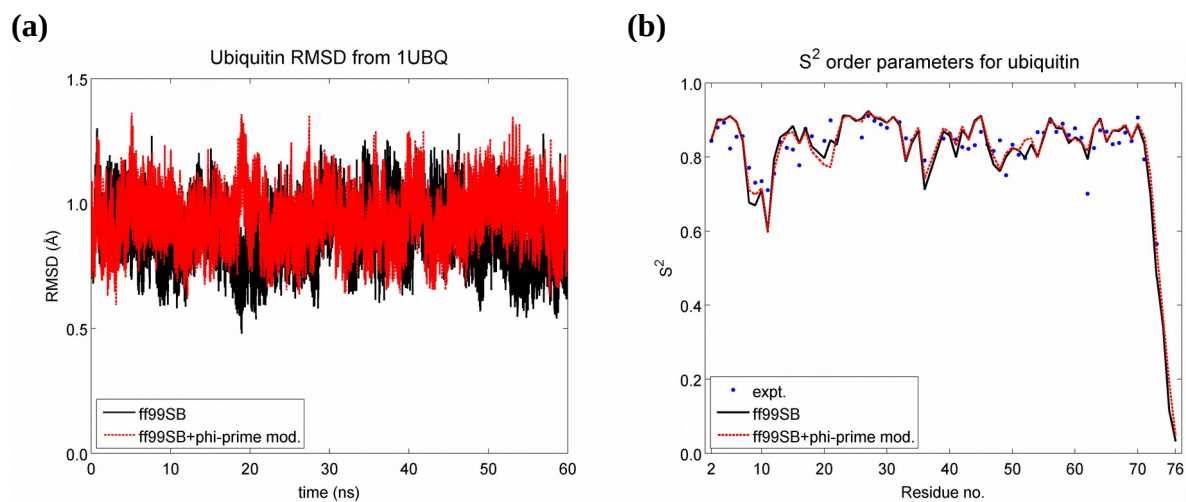 (a)
Ubiquitin RMSD from 1UBQ
1.5
1.0
0.5
0.0
RMSD (Å)
0 10 20 30 40 50 60
time (ns)
ff99SB
ff99SB+phi-prime mod.
(b)
S² order parameters for ubiquitin
1.0
0.8
0.6
0.4
0.2
0.0
S²
2 10 20 30 40 50 60 70 76
Residue no.
expt.
ff99SB
ff99SB+phi-prime mod.